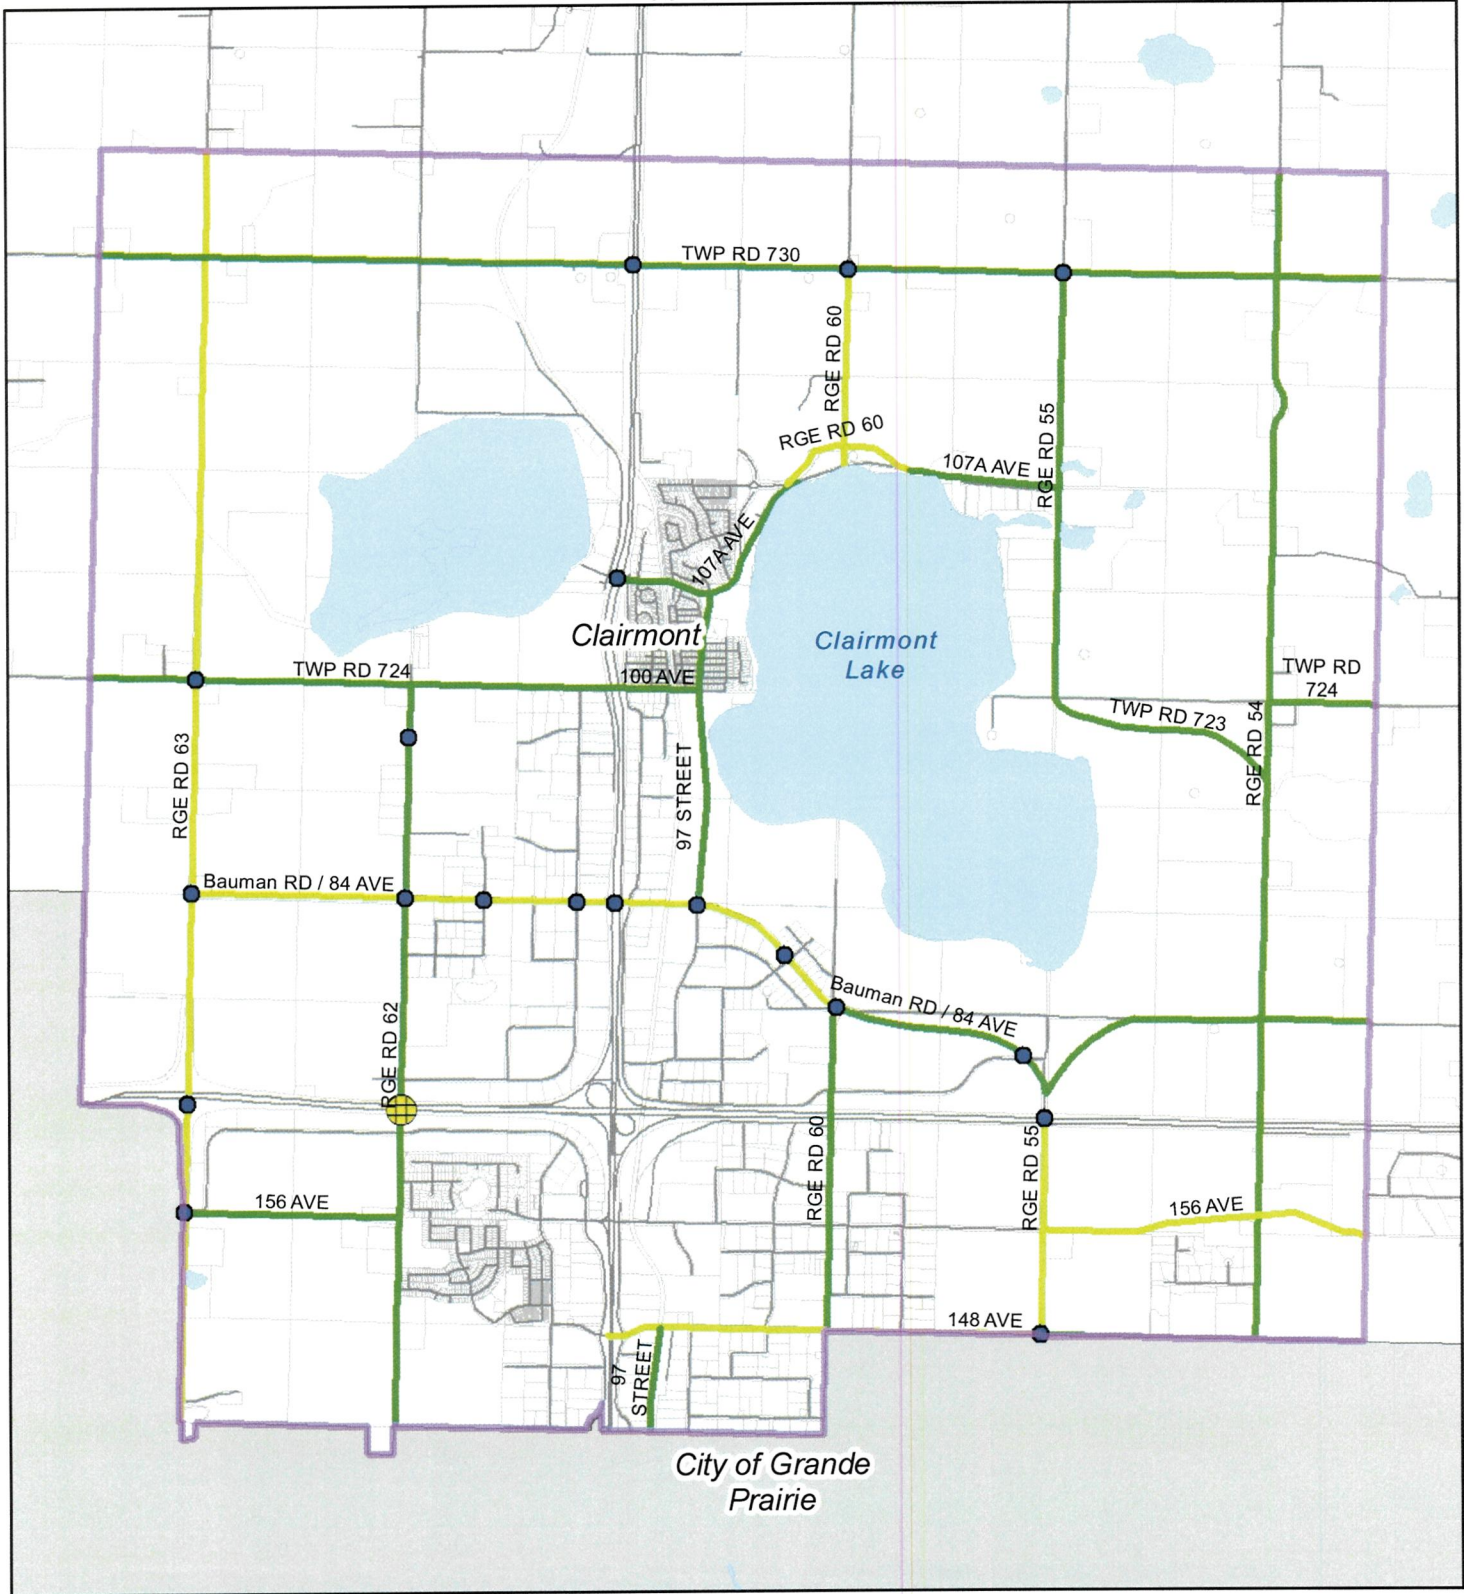 TWP RD 730
RGE RD 60
RGE RD 60
RGE RD 55
107A AVE
107A AVE
Clairmont
Clairmont
Lake
TWP RD 724
100 AVE
TWP RD
724
TWP RD 723
RGE RD 54
RGE RD 63
97 STREET
Bauman RD / 84 AVE
Bauman RD / 84 AVE
RGE RD 62
RGE RD 60
RGE RD 55
156 AVE
156 AVE
148 AVE
97
STREET
City of Grande
Prairie